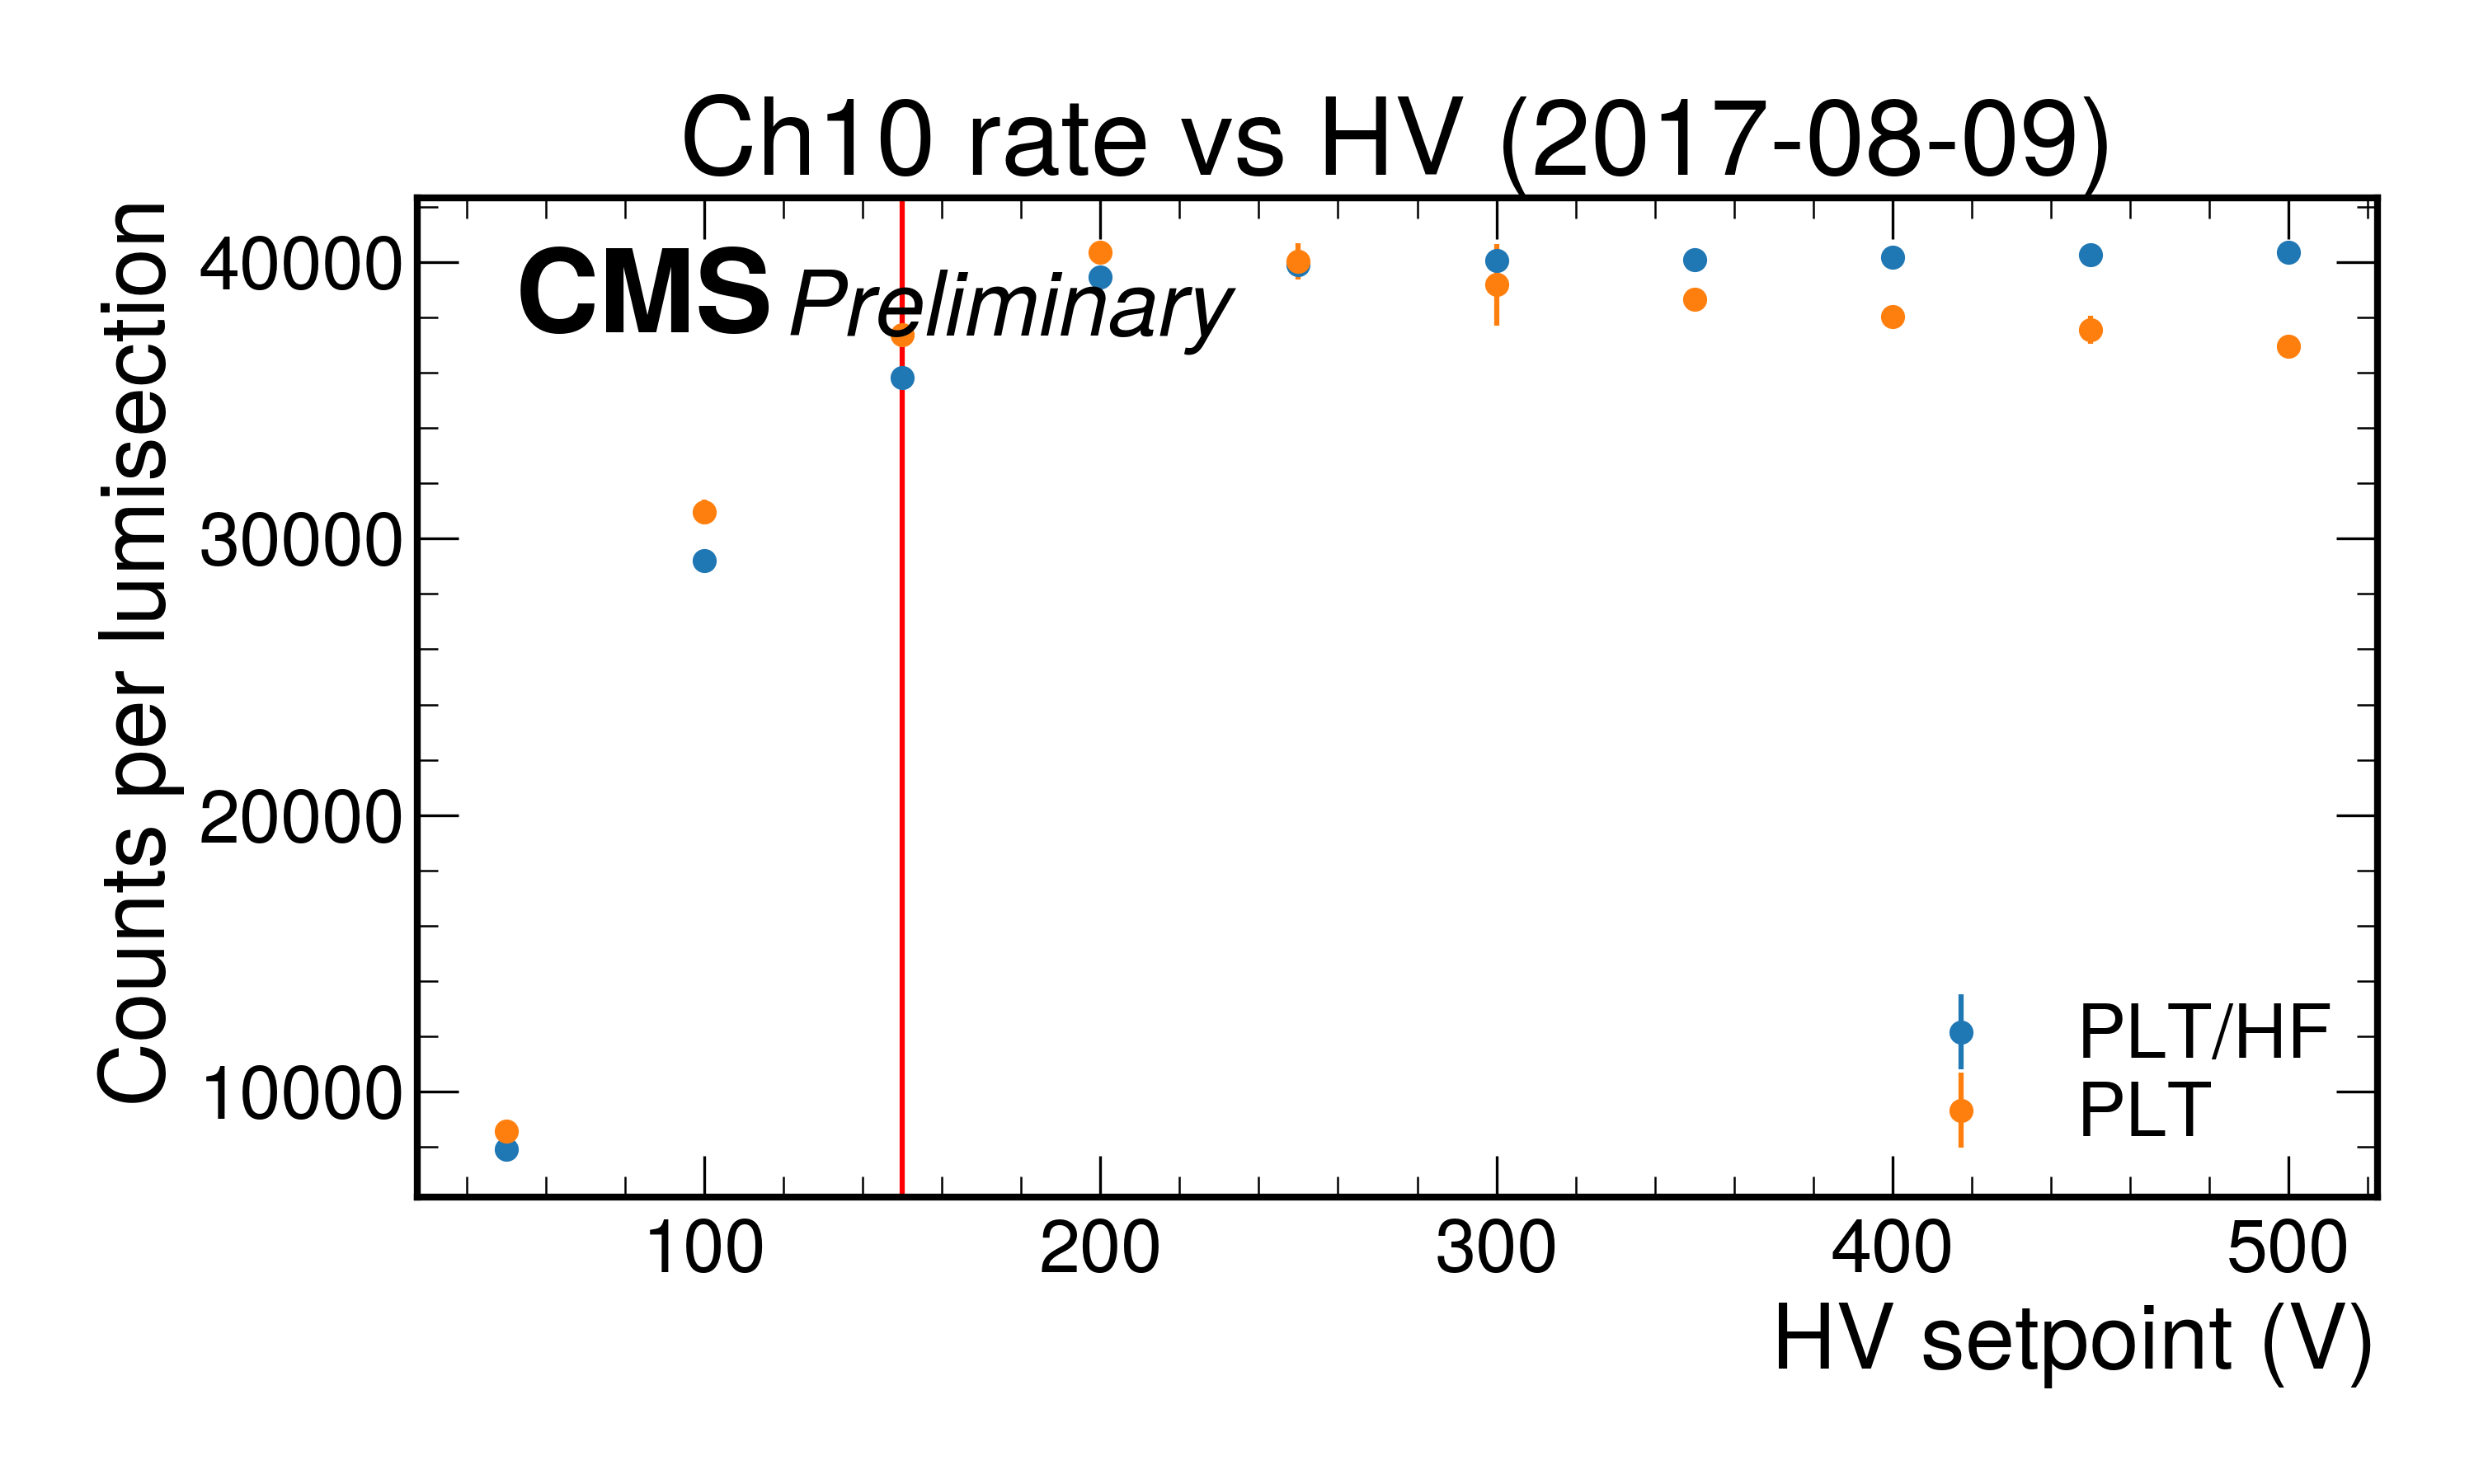 Ch10 rate vs HV (2017-08-09)
CMS Preliminary
Counts per lumisection
40000
30000
20000
10000
PLT/HF
PLT
100 200 300 400 500
HV setpoint (V)